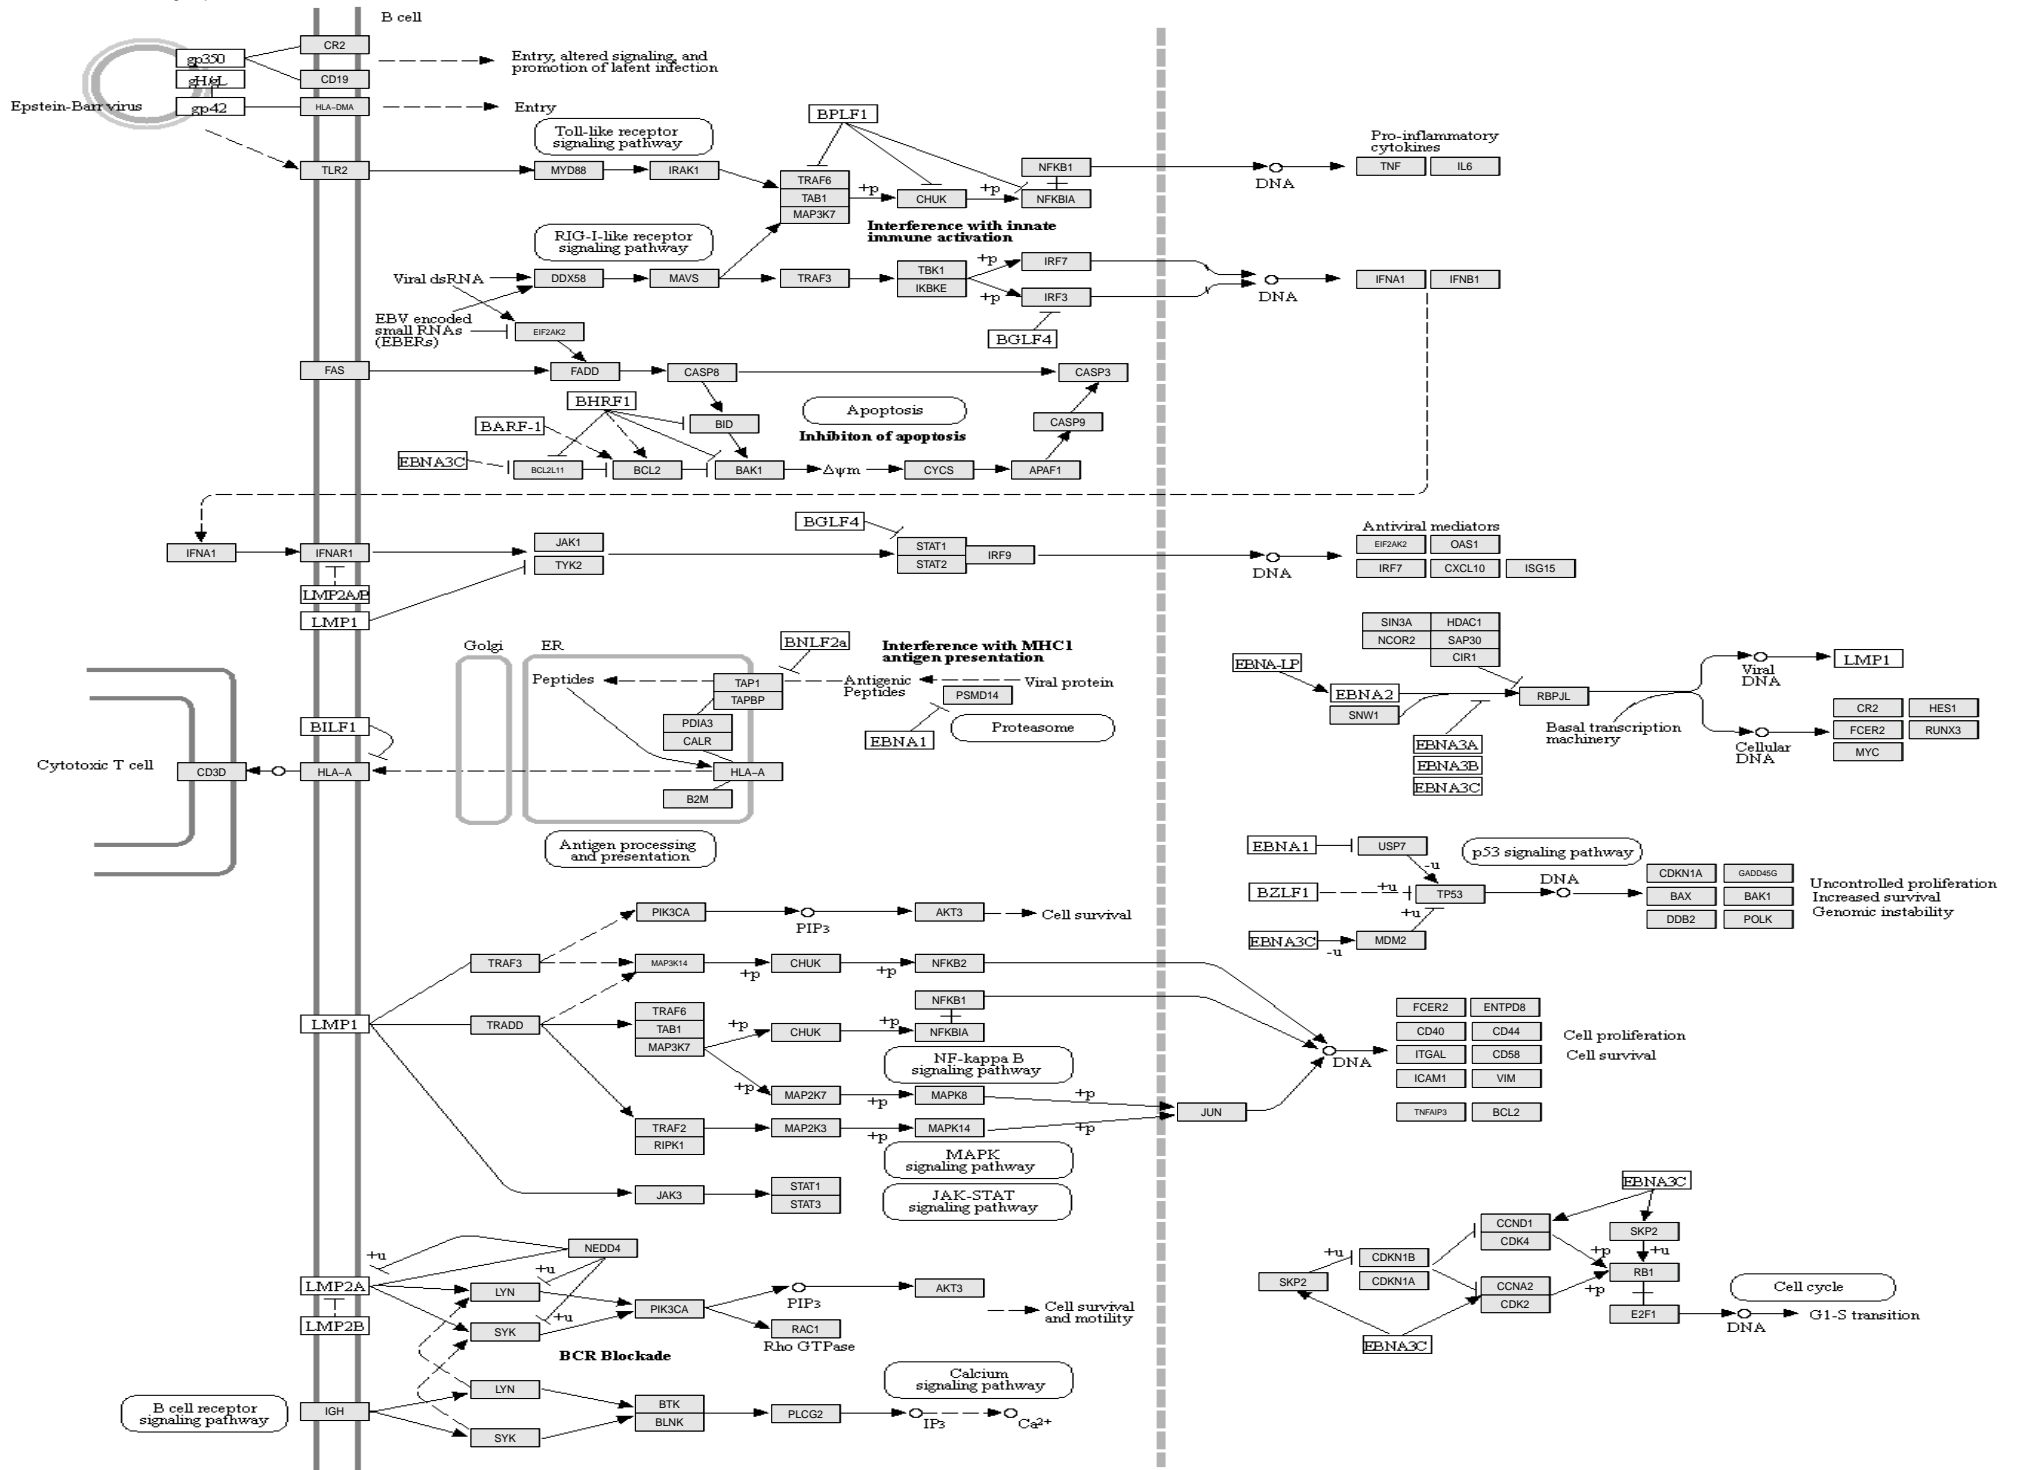 B cell
CR2
gp350
Entry, altered signaling, and
promotion of latent infection
gH/gL
CD19
Epstein-Barr virus
gp42
HLA-DMA
Entry
BPLF1
Toll-like receptor
signaling pathway
Pro-inflammatory
cytokines
TLR2
MYD88
IRAK1
TRAF6
TAB1
MAP3K7
+p
CHUK
+p
NFKB1
NFKBIA
DNA
TNF
IL6
Interference with innate
immune activation
RIG-I-like receptor
signaling pathway
Viral dsRNA
DDX58
MAVS
TRAF3
TBK1
IKBKE
+p
+p
IRF7
IRF3
DNA
IFNA1
IFNB1
EBV encoded
small RNAs
(EBERs)
EIF2AK2
BGLF4
FAS
FADD
CASP8
CASP3
BHRF1
BARF-1
BID
Apoptosis
Inhibiton of apoptosis
CASP9
EBNA3C
BCL2L11
BCL2
BAK1
Δψm
CYCS
APAF1
BGLF4
Antiviral mediators
IFNA1
IFNAR1
JAK1
TYK2
STAT1
STAT2
IRF9
DNA
EIF2AK2
OAS1
IRF7
CXCL10
ISG15
LMP2A/B
LMP1
Golgi
ER
BNLF2a
Interference with MHC1
antigen presentation
Peptides
TAP1
TAPBP
Antigenic
Peptides
Viral protein
PSMD14
PDIA3
CALR
EBNA1
Proteasome
BILF1
Cytotoxic T cell
CD3D
HLA-A
HLA-A
B2M
Antigen processing
and presentation
SIN3A
HDAC1
NCOR2
SAP30
CIR1
EBNA-LP
EBNA2
SNW1
RBPJL
Viral
DNA
LMP1
Basal transcription
machinery
Cellular
DNA
CR2
HES1
FCER2
RUNX3
MYC
EBNA3A
EBNA3B
EBNA3C
EBNA1
USP7
p53 signaling pathway
-u
BZLF1
+u
TP53
DNA
+u
CDKN1A
GADD45G
BAX
BAK1
DDB2
POLK
Uncontrolled proliferation
Increased survival
Genomic instability
EBNA3C
-u
MDM2
PIK3CA
PIP3
AKT3
Cell survival
TRAF3
MAP3K14
+p
CHUK
+p
NFKB2
LMP1
TRADD
TRAF6
TAB1
MAP3K7
+p
CHUK
+p
NFKB1
NFKBIA
NF-kappa B
signaling pathway
+p
MAP2K7
+p
MAPK8
+p
JUN
DNA
FCER2
ENTPD8
CD40
CD44
ITGAL
CD58
ICAM1
VIM
TNFAIP3
BCL2
Cell proliferation
Cell survival
TRAF2
RIPK1
MAP2K3
+p
MAPK14
+p
MAPK
signaling pathway
JAK3
STAT1
STAT3
JAK-STAT
signaling pathway
+u
NEDD4
LMP2A
+u
LYN
PIK3CA
PIP3
AKT3
LMP2B
SYK
+u
RAC1
Rho GTPase
Cell survival
and motility
BCR Blockade
B cell receptor
signaling pathway
IGH
LYN
SYK
BTK
BLNK
PLCG2
IP3
Ca2+
Calcium
signaling pathway
EBNA3C
CCND1
CDK4
SKP2
+u
+p
+u
CDKN1B
CDKN1A
SKP2
CCNA2
CDK2
+p
RB1
E2F1
Cell cycle
DNA
G1-S transition
EBNA3C